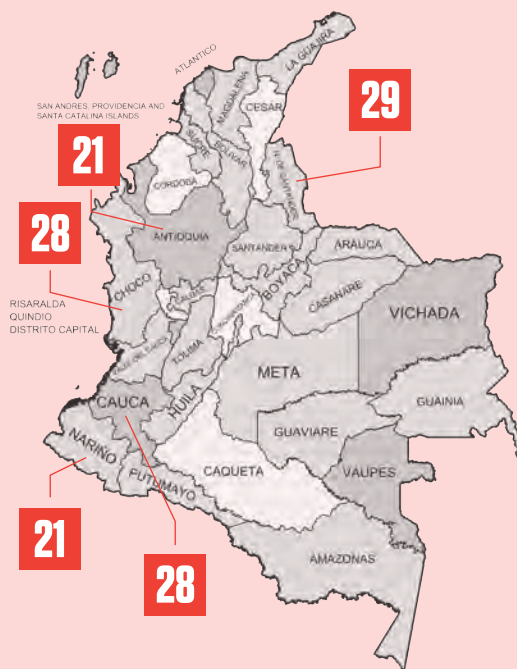 ATLANTICO
LA GUAJIRA
SAN ANDRES, PROVIDENCIA AND
SANTA CATALINA ISLANDS
MAGDALENA
CESAR
29
21
SUCRE
BOLIVAR
CORDOBA
N. DE SANTANDER
28
ANTIOQUIA
SANTANDER
ARAUCA
CHOCO
BOYACA
CASANARE
RISARALDA
QUINDIO
DISTRITO CAPITAL
CALDAS
CUNDINAMARCA
VICHADA
VALLE DEL CAUCA
TOLIMA
META
CAUCA
HUILA
GUAINIA
NARIÑO
GUAVIARE
CAQUETA
VAUPES
PUTUMAYO
21
28
AMAZONAS